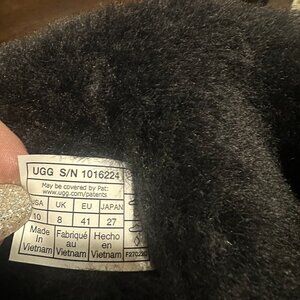 UGG S/N 1016224
May be covered by Pat:
www.ugg.com/patents
USA UK EU JAPAN
10 8 41 27
Made Fabriqué Hecho
In au en
Vietnam Vietnam Vietnam